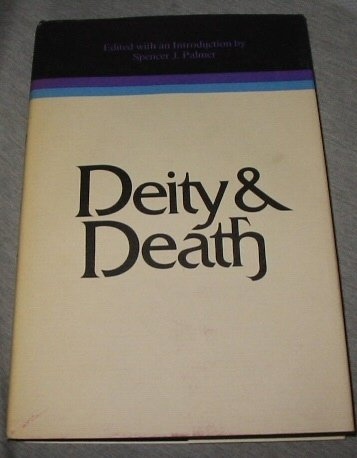 Edited with an Introduction by
Spencer J. Palmer
Deity &
Death